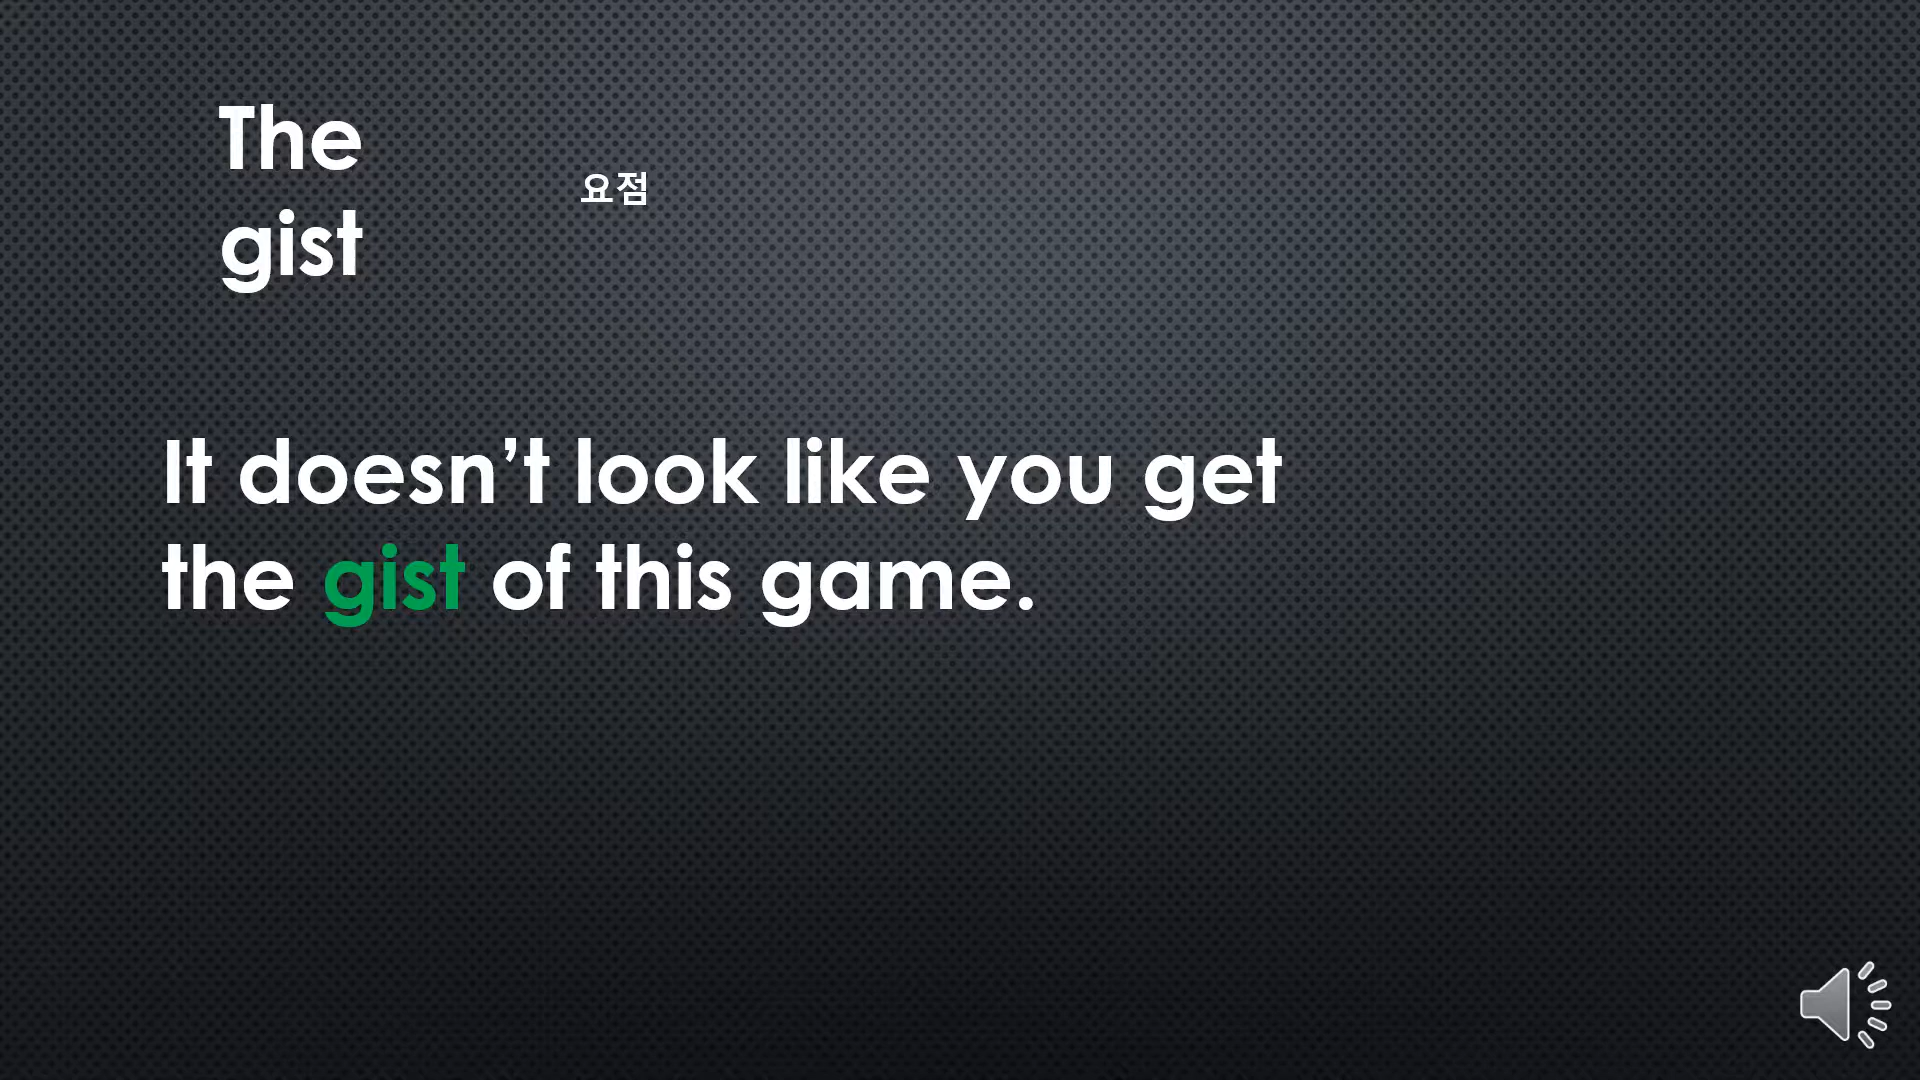 The
gist
요점
It doesn’t look like you get
the gist of this game.